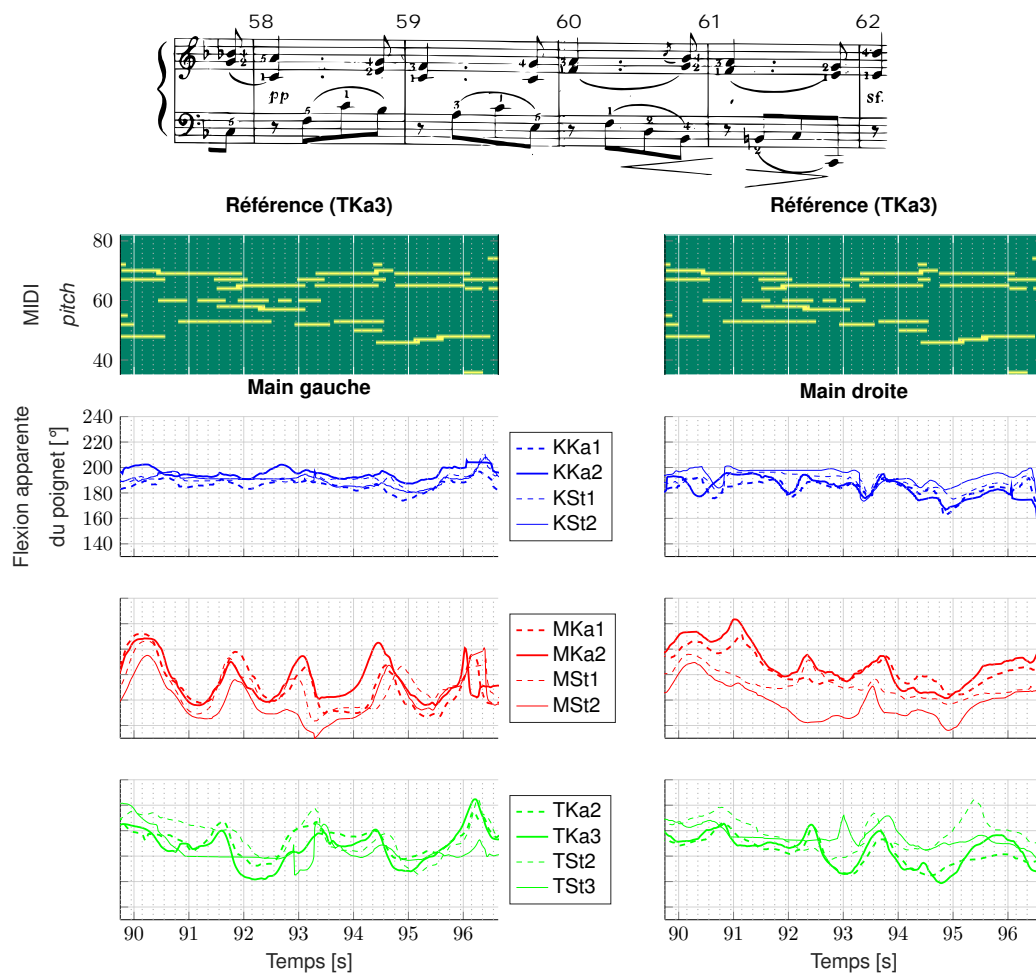 58 59 60 61 62
pp sf.
Référence (TKa3) Référence (TKa3)
MIDI
pitch
80
60
40
Main gauche Main droite
Flexion apparente
du poignet [°]
240
220
200
180
160
140
KKa1
KKa2
KSt1
KSt2
MKa1
MKa2
MSt1
MSt2
TKa2
TKa3
TSt2
TSt3
90 91 92 93 94 95 96
90 91 92 93 94 95 96
Temps [s] Temps [s]